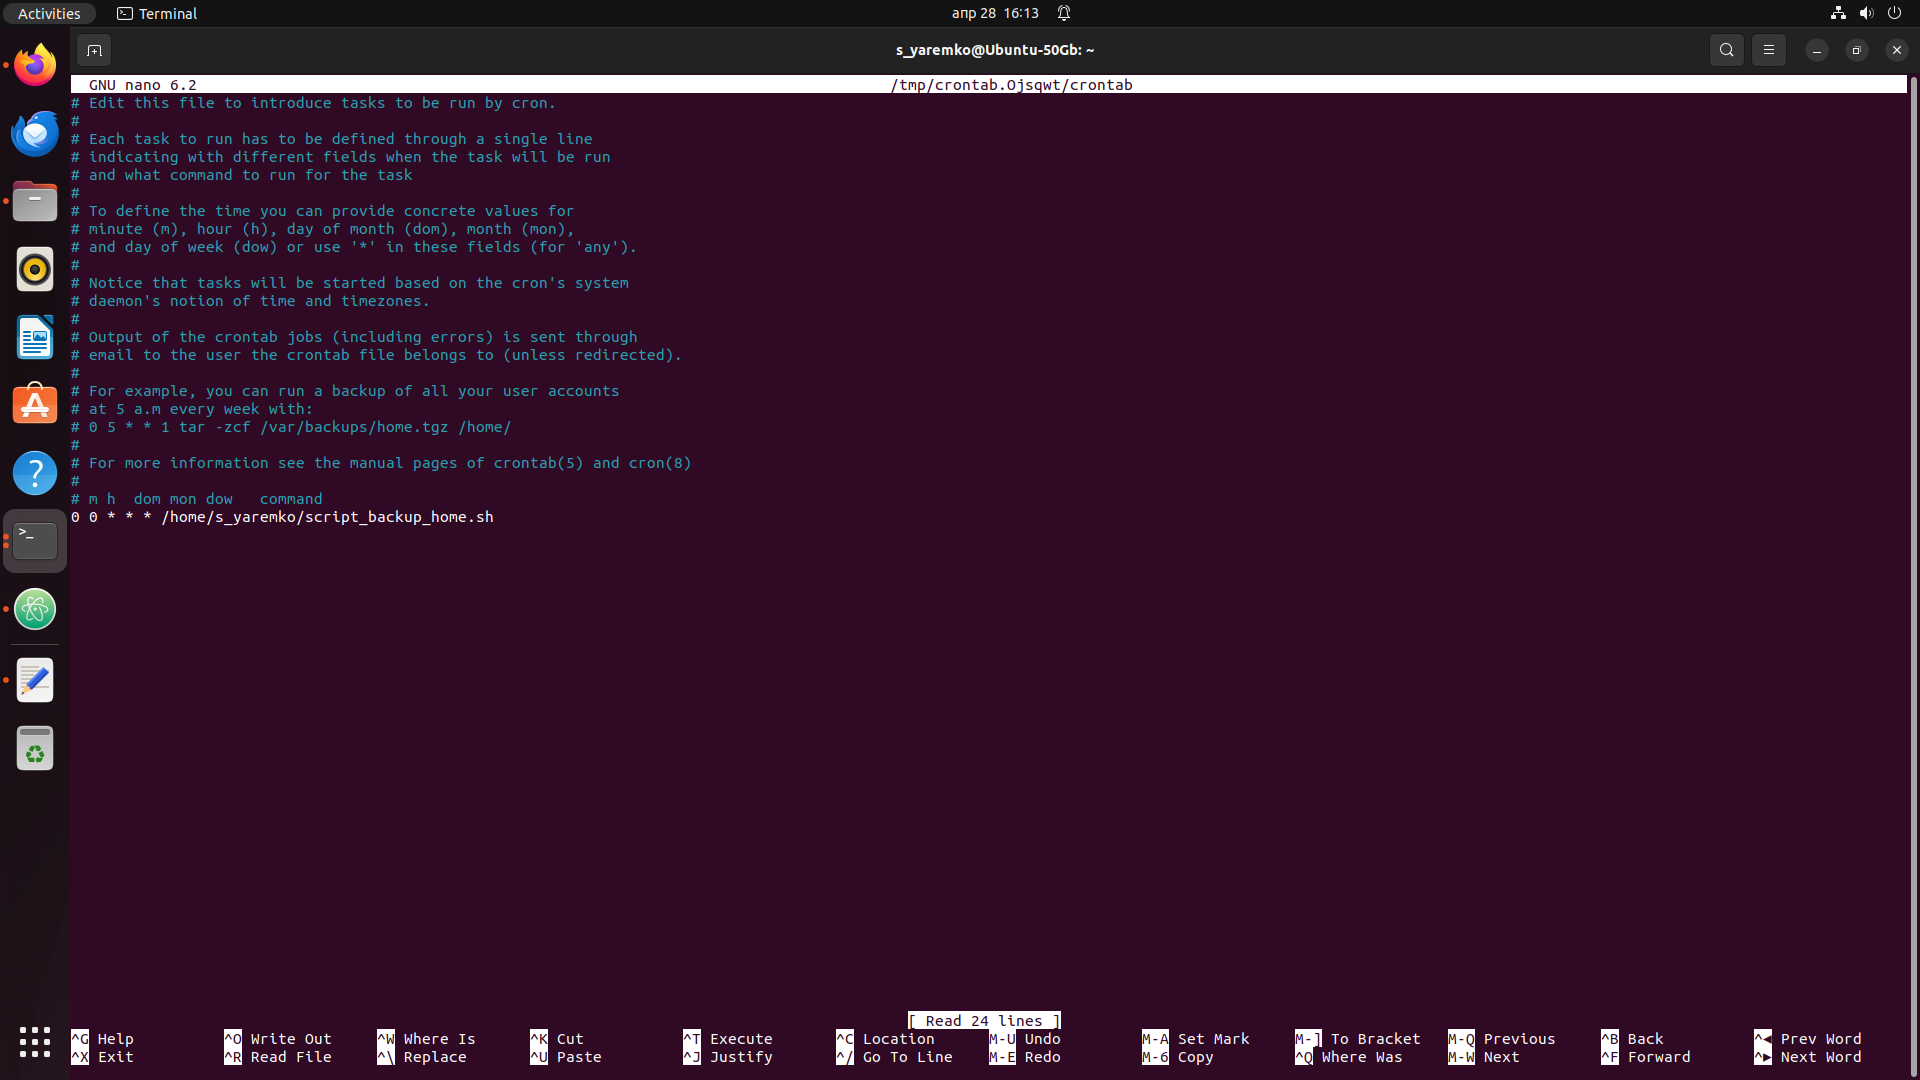 Activities Terminal апр 28 16:13
s_yaremko@Ubuntu-50Gb: ~
GNU nano 6.2 /tmp/crontab.Ojsqwt/crontab
# Edit this file to introduce tasks to be run by cron.
#
# Each task to run has to be defined through a single line
# indicating with different fields when the task will be run
# and what command to run for the task
#
# To define the time you can provide concrete values for
# minute (m), hour (h), day of month (dom), month (mon),
# and day of week (dow) or use '*' in these fields (for 'any').
#
# Notice that tasks will be started based on the cron's system
# daemon's notion of time and timezones.
#
# Output of the crontab jobs (including errors) is sent through
# email to the user the crontab file belongs to (unless redirected).
#
# For example, you can run a backup of all your user accounts
# at 5 a.m every week with:
# 0 5 * * 1 tar -zcf /var/backups/home.tgz /home/
#
# For more information see the manual pages of crontab(5) and cron(8)
#
# m h  dom mon dow   command
0 0 * * * /home/s_yaremko/script_backup_home.sh
[ Read 24 lines ]
^G Help ^O Write Out ^W Where Is ^K Cut ^T Execute ^C Location M-U Undo M-A Set Mark M-] To Bracket M-Q Previous ^B Back ^◀ Prev Word
^X Exit ^R Read File ^\ Replace ^U Paste ^J Justify ^/ Go To Line M-E Redo M-6 Copy ^Q Where Was M-W Next ^F Forward ^▶ Next Word